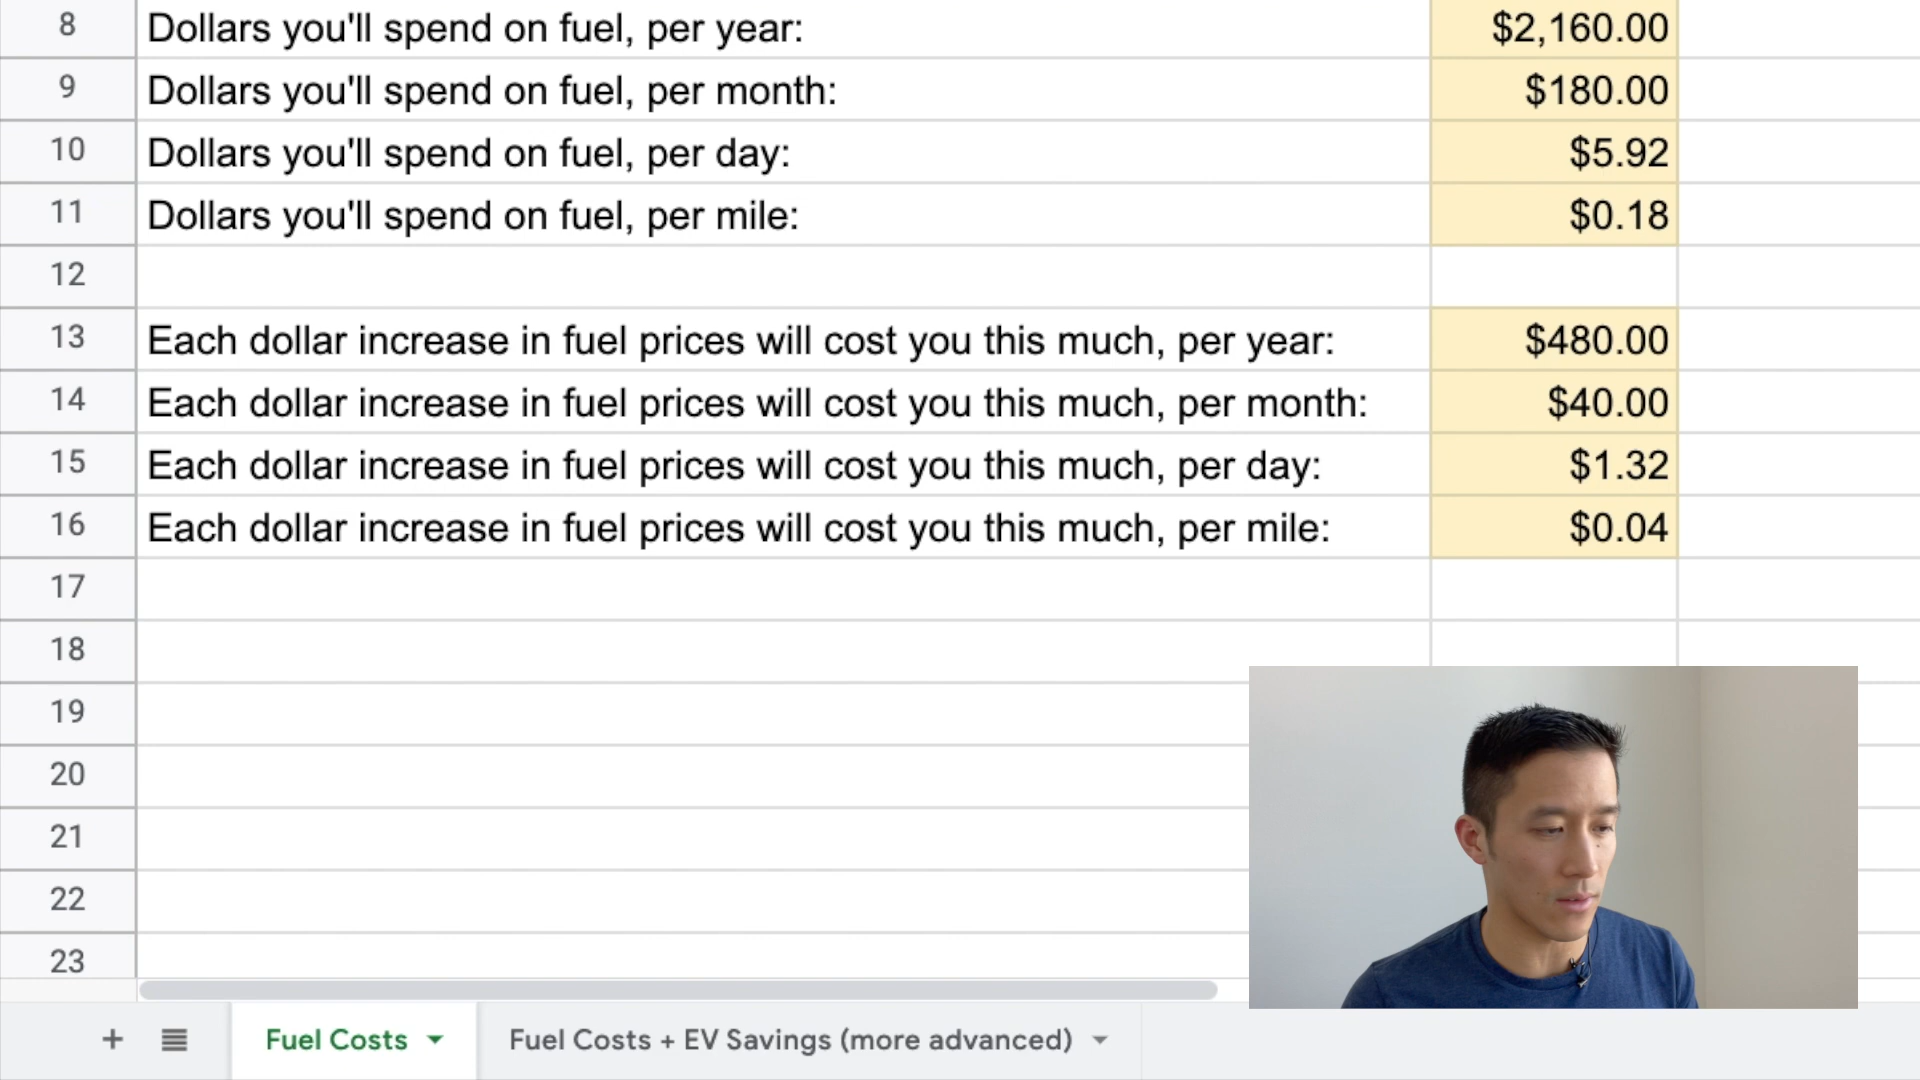 8 Dollars you'll spend on fuel, per year: $2,160.00
9 Dollars you'll spend on fuel, per month: $180.00
10 Dollars you'll spend on fuel, per day: $5.92
11 Dollars you'll spend on fuel, per mile: $0.18
12
13 Each dollar increase in fuel prices will cost you this much, per year: $480.00
14 Each dollar increase in fuel prices will cost you this much, per month: $40.00
15 Each dollar increase in fuel prices will cost you this much, per day: $1.32
16 Each dollar increase in fuel prices will cost you this much, per mile: $0.04
17
18
19
20
21
22
23
+ Fuel Costs Fuel Costs + EV Savings (more advanced)